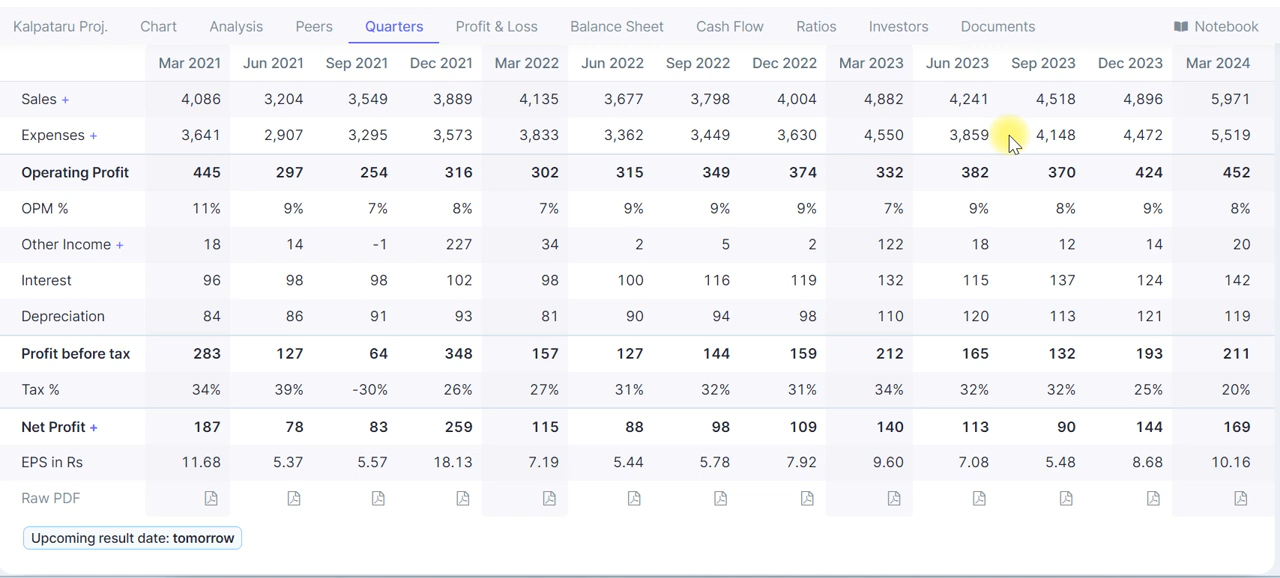 Kalpataru Proj. Chart Analysis Peers Quarters Profit & Loss Balance Sheet Cash Flow Ratios Investors Documents Notebook
Mar 2021 Jun 2021 Sep 2021 Dec 2021 Mar 2022 Jun 2022 Sep 2022 Dec 2022 Mar 2023 Jun 2023 Sep 2023 Dec 2023 Mar 2024
Sales + 4,086 3,204 3,549 3,889 4,135 3,677 3,798 4,004 4,882 4,241 4,518 4,896 5,971
Expenses + 3,641 2,907 3,295 3,573 3,833 3,362 3,449 3,630 4,550 3,859 4,148 4,472 5,519
Operating Profit 445 297 254 316 302 315 349 374 332 382 370 424 452
OPM % 11% 9% 7% 8% 7% 9% 9% 9% 7% 9% 8% 9% 8%
Other Income + 18 14 -1 227 34 2 5 2 122 18 12 14 20
Interest 96 98 98 102 98 100 116 119 132 115 137 124 142
Depreciation 84 86 91 93 81 90 94 98 110 120 113 121 119
Profit before tax 283 127 64 348 157 127 144 159 212 165 132 193 211
Tax % 34% 39% -30% 26% 27% 31% 32% 31% 34% 32% 32% 25% 20%
Net Profit + 187 78 83 259 115 88 98 109 140 113 90 144 169
EPS in Rs 11.68 5.37 5.57 18.13 7.19 5.44 5.78 7.92 9.60 7.08 5.48 8.68 10.16
Raw PDF
Upcoming result date: tomorrow